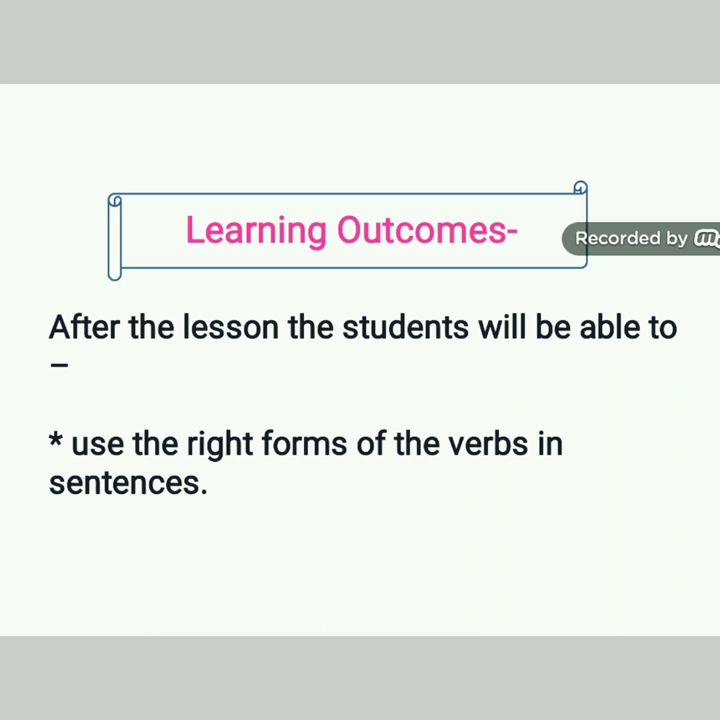 Learning Outcomes-
Recorded by
After the lesson the students will be able to
–
* use the right forms of the verbs in
sentences.